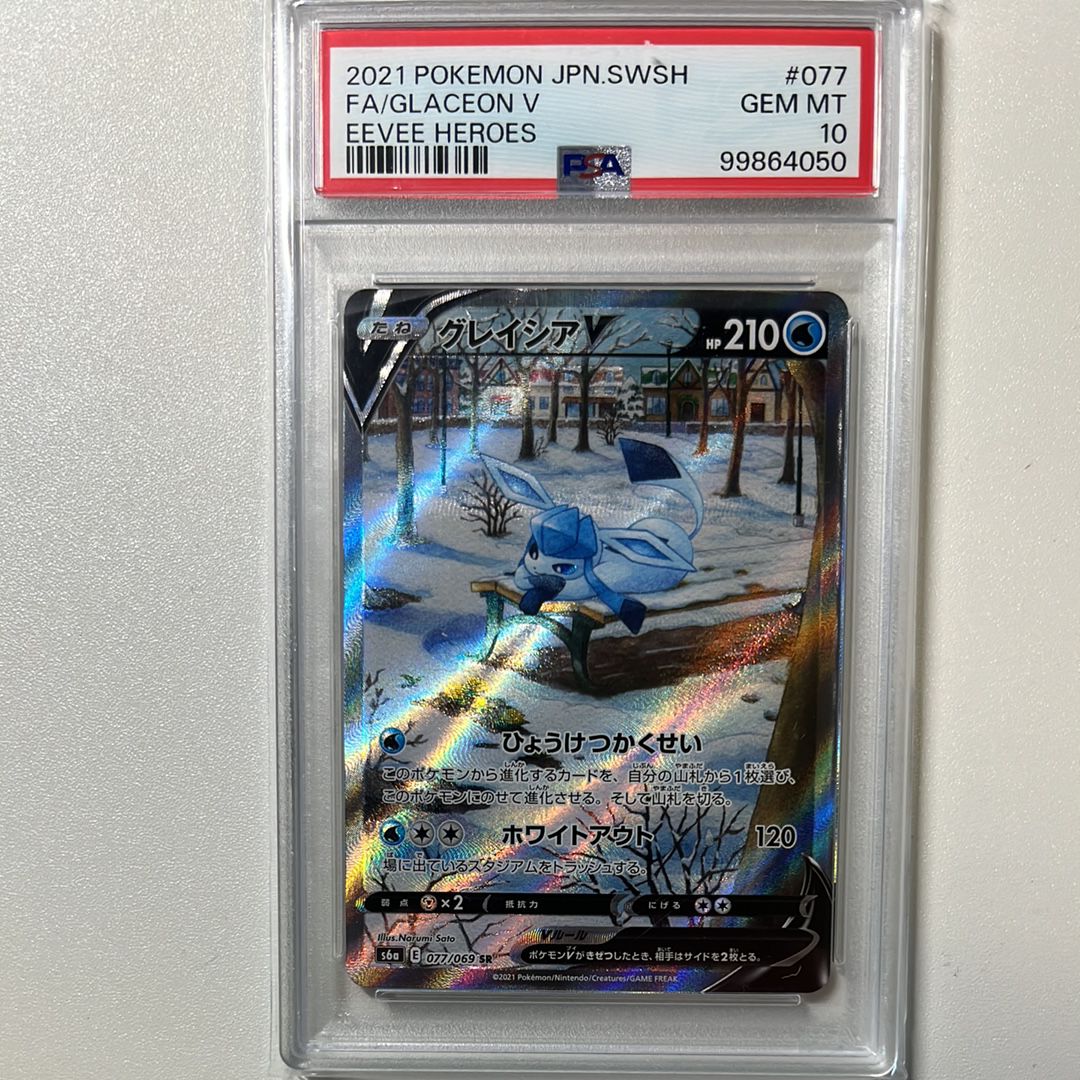 2021 POKEMON JPN.SWSH #077
FA/GLACEON V GEM MT
EEVEE HEROES 10
PSA 99864050
たね グレイシアV HP210
ひょうけつかくせい
このポケモンから進化するカードを、自分の山札から1枚選び、
このポケモンにのせて進化させる。そして山札を切る。
ホワイトアウト 120
場に出ているスタジアムをトラッシュする。
弱点 ×2 抵抗力 にげる
Illus.Narumi Sato Vルール
s6a E 077/069 SR ポケモンVがきぜつしたとき、相手はサイドを2枚とる。
©2021 Pokémon/Nintendo/Creatures/GAME FREAK